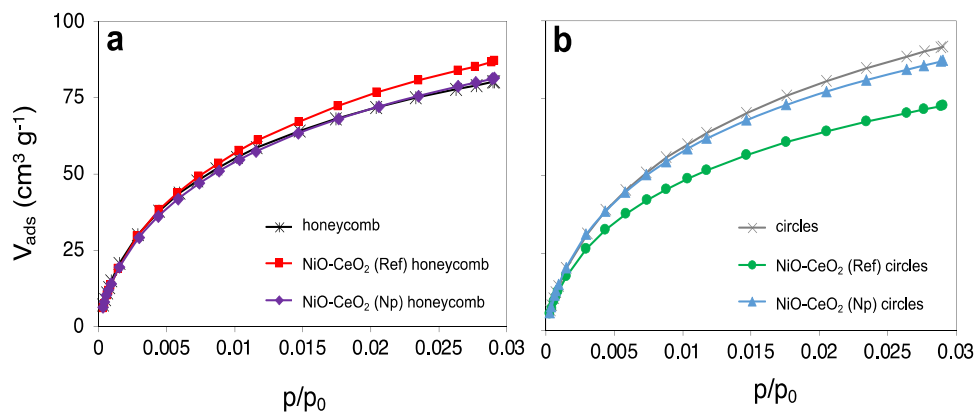 a
100
75
50
25
0
V_ads (cm³ g⁻¹)
honeycomb
NiO-CeO₂ (Ref) honeycomb
NiO-CeO₂ (Np) honeycomb
0 0.005 0.01 0.015 0.02 0.025 0.03
p/p₀
b
circles
NiO-CeO₂ (Ref) circles
NiO-CeO₂ (Np) circles
0 0.005 0.01 0.015 0.02 0.025 0.03
p/p₀